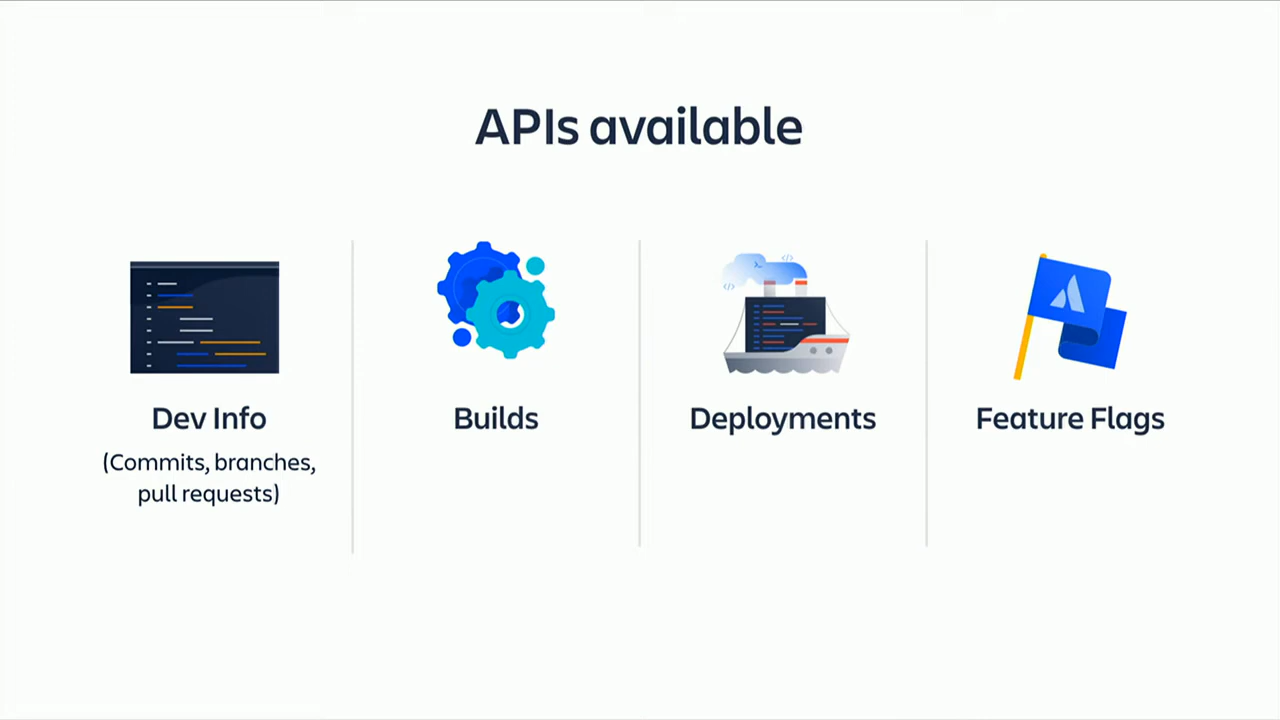 APIs available
Dev Info
(Commits, branches,
pull requests)
Builds
Deployments
Feature Flags